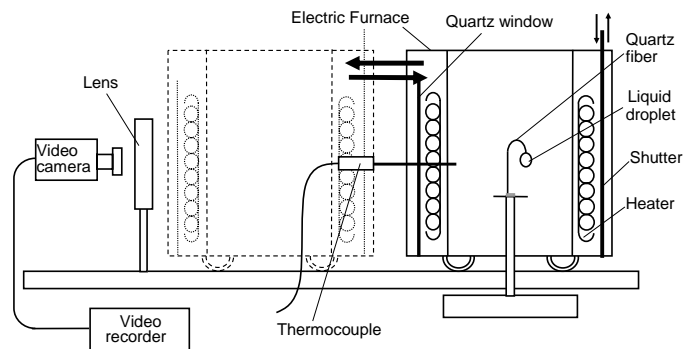 Electric Furnace
Quartz window
Quartz
fiber
Lens
Liquid
droplet
Video
camera
Shutter
Heater
Thermocouple
Video
recorder